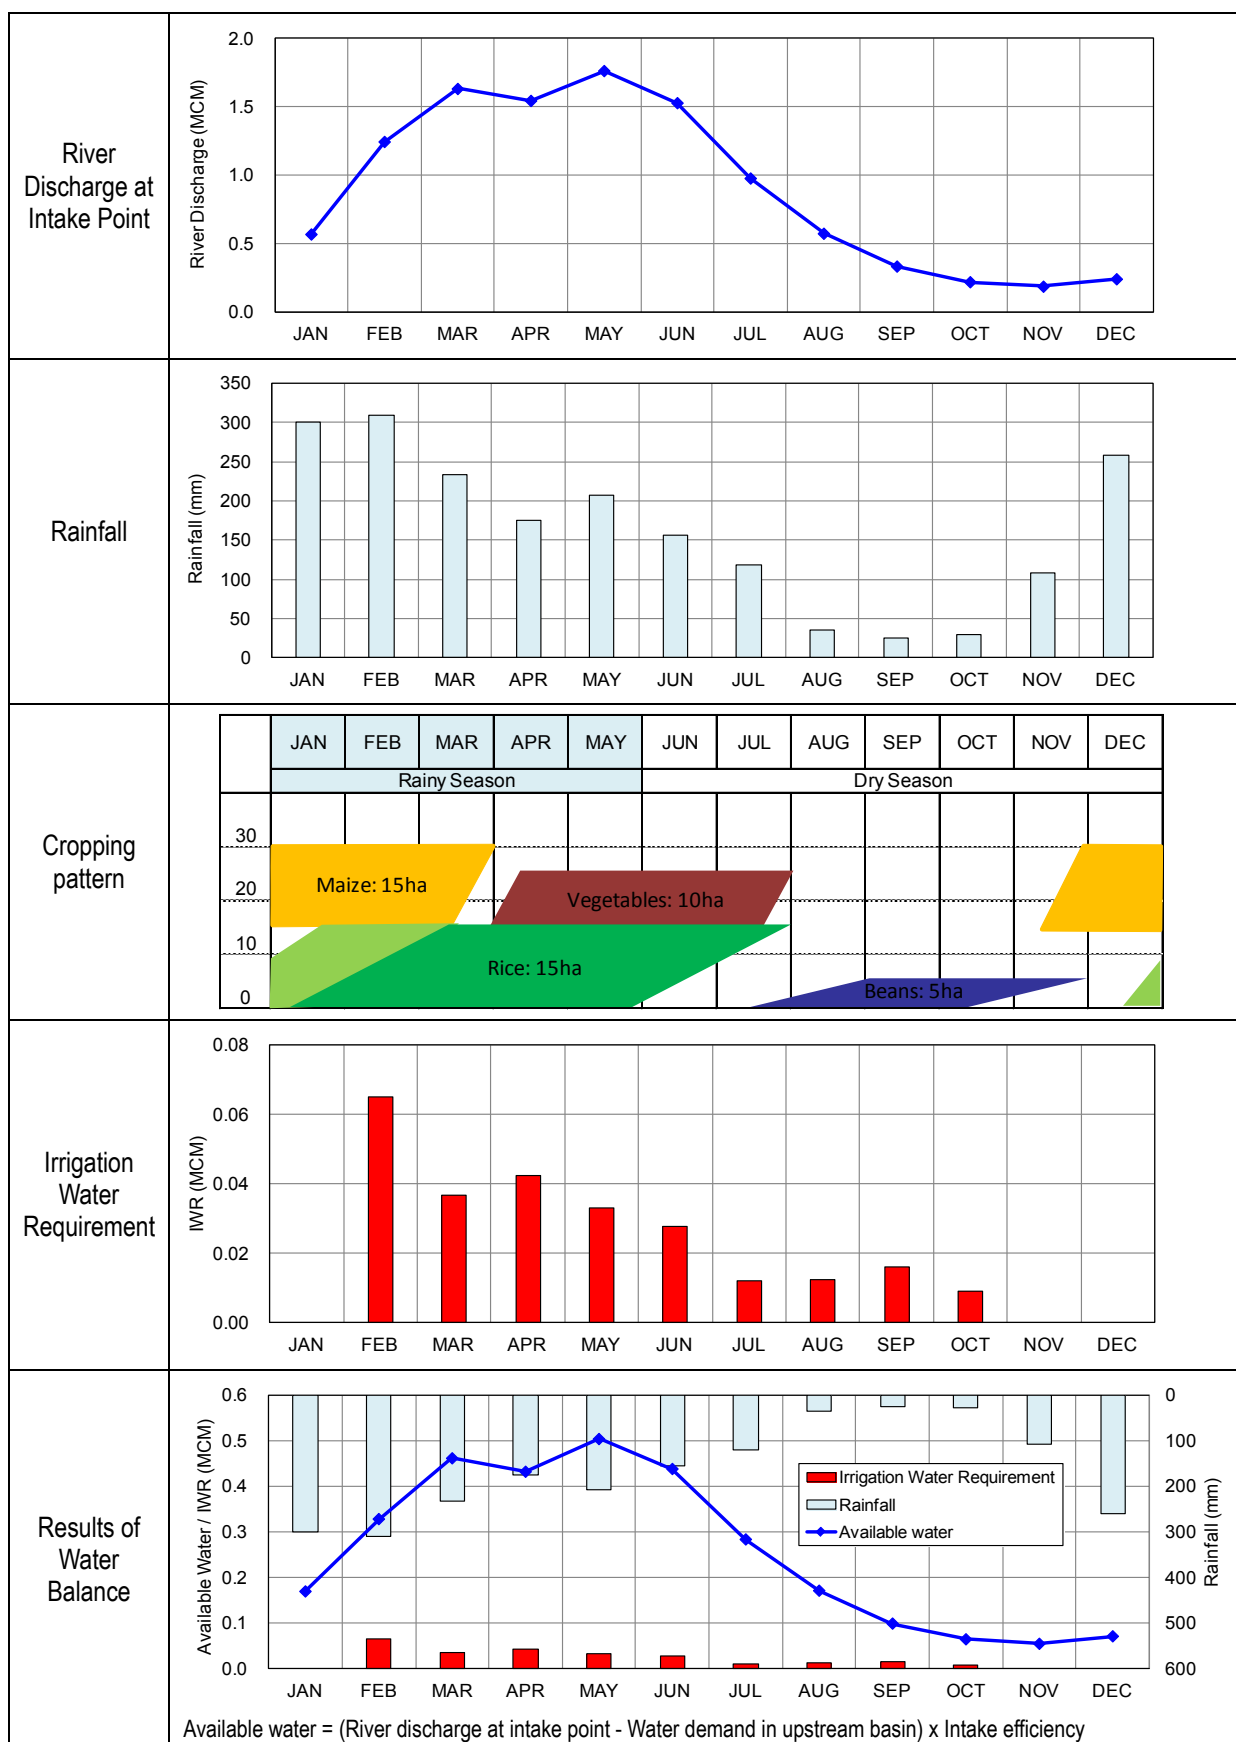 River
Discharge at
Intake Point
River Discharge (MCM)
2.0
1.5
1.0
0.5
0.0
JAN FEB MAR APR MAY JUN JUL AUG SEP OCT NOV DEC
Rainfall
Rainfall (mm)
350
300
250
200
150
100
50
0
JAN FEB MAR APR MAY JUN JUL AUG SEP OCT NOV DEC
Cropping
pattern
JAN FEB MAR APR MAY JUN JUL AUG SEP OCT NOV DEC
Rainy Season Dry Season
30
Maize: 15ha
20
Vegetables: 10ha
10
Rice: 15ha
0
Beans: 5ha
Irrigation
Water
Requirement
IWR (MCM)
0.08
0.06
0.04
0.02
0.00
JAN FEB MAR APR MAY JUN JUL AUG SEP OCT NOV DEC
Results of
Water
Balance
Available Water / IWR (MCM)
0.6
0.5
0.4
0.3
0.2
0.1
0.0
Irrigation Water Requirement
Rainfall
Available water
0
100
200
300
400
500
600
Rainfall (mm)
JAN FEB MAR APR MAY JUN JUL AUG SEP OCT NOV DEC
Available water = (River discharge at intake point - Water demand in upstream basin) x Intake efficiency